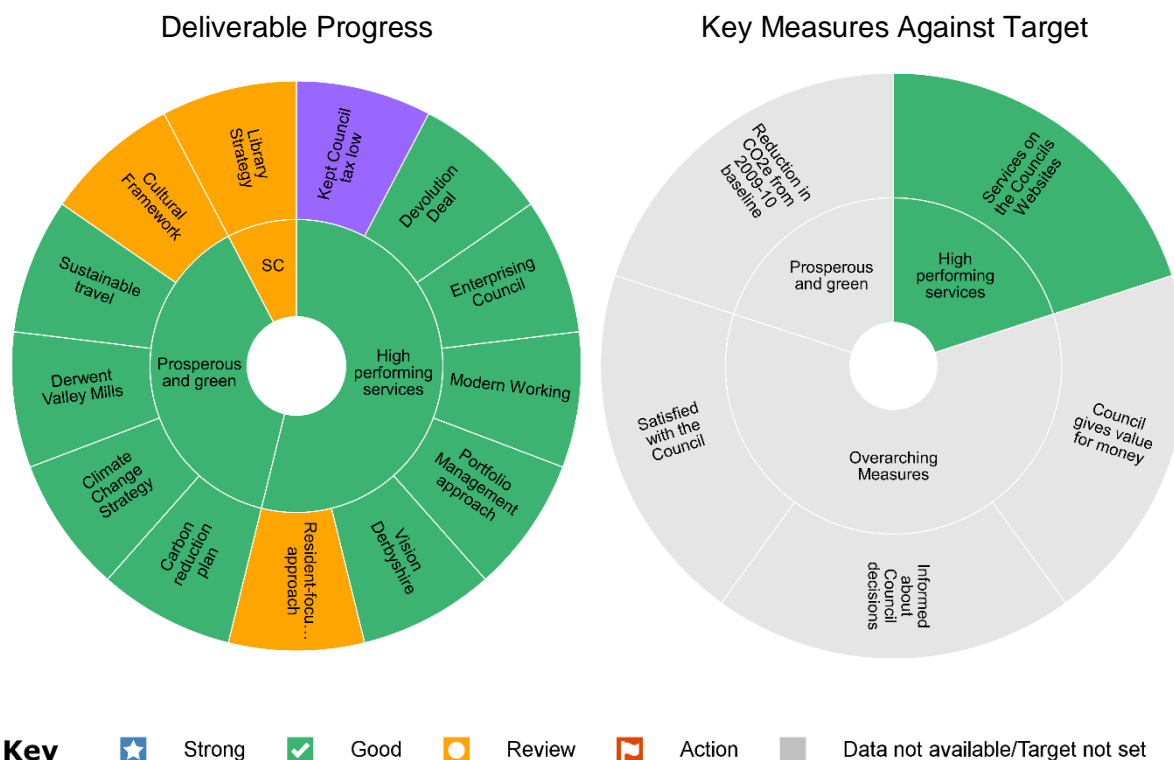 Deliverable Progress
Key Measures Against Target
Library
Strategy
Kept Council
tax low
Devolution
Deal
Enterprising
Council
Modern Working
Portfolio
Management
approach
Vision
Derbyshire
Resident-focu…
approach
Carbon
reduction
plan
Climate
Change
Strategy
Derwent
Valley Mills
Sustainable
travel
Cultural
Framework
SC
High
performing
services
Prosperous
and green
Reduction in
CO2e from
2009-10
baseline
Services on
the Councils
Websites
Prosperous
and green
High
performing
services
Overarching
Measures
Satisfied
with the
Council
Informed
about
Council
decisions
Council
gives value
for money
Key
Strong
Good
Review
Action
Data not available/Target not set